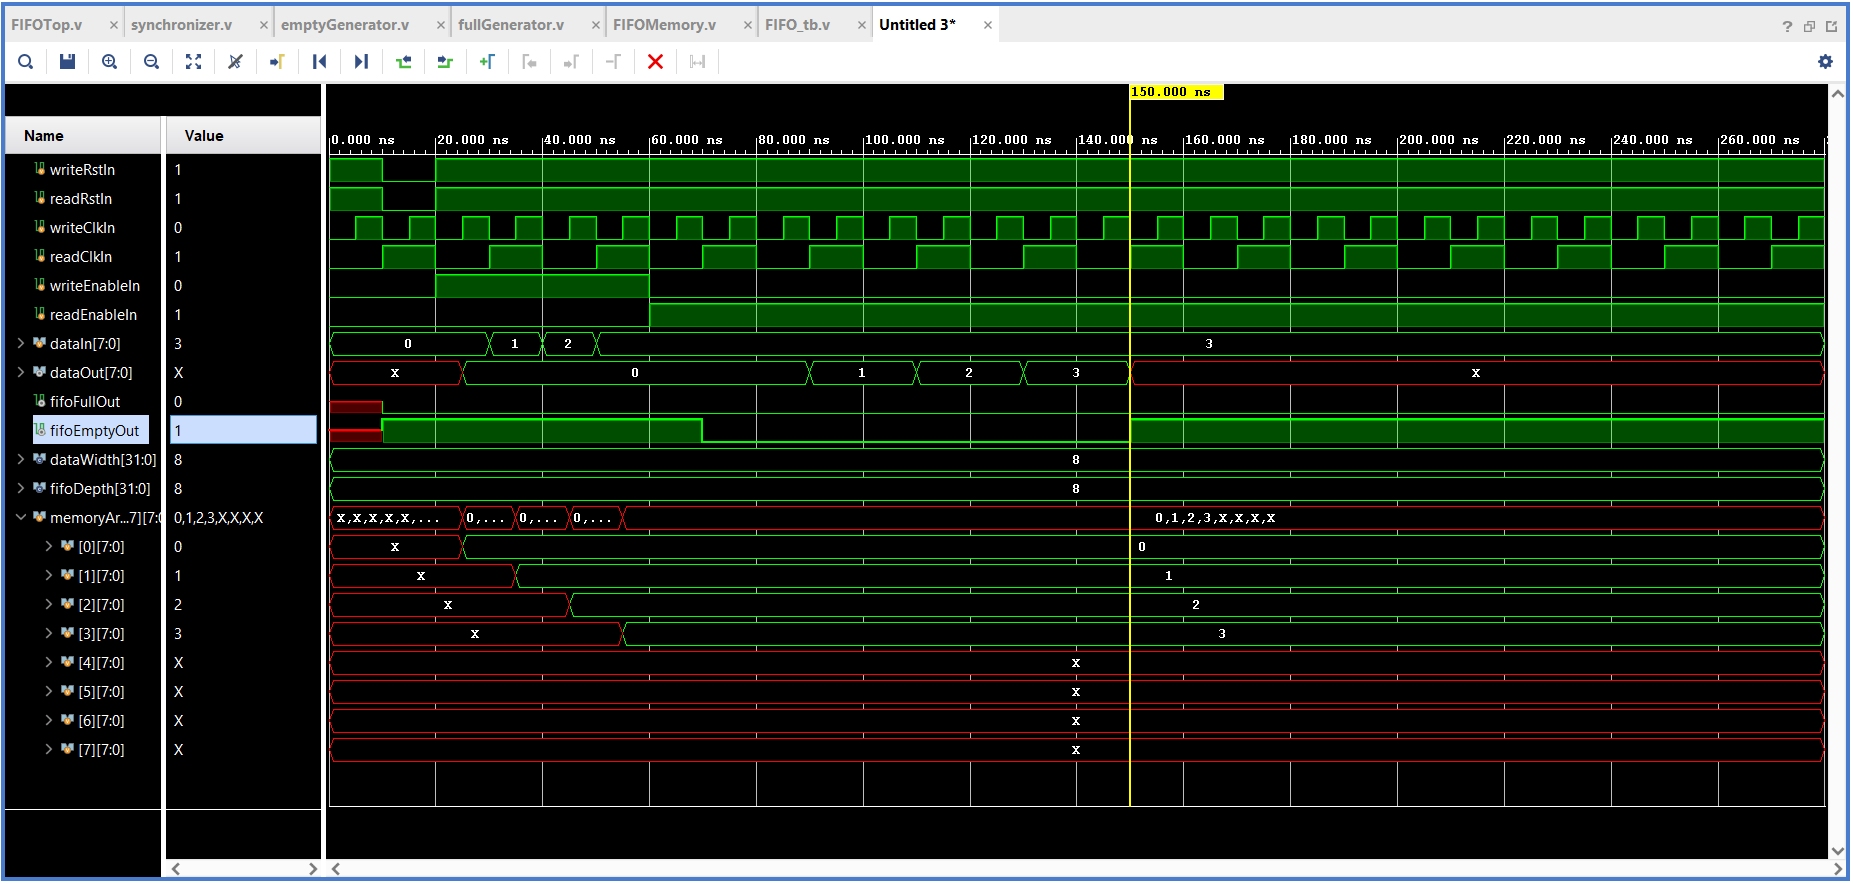 FIFOTop.v × synchronizer.v × emptyGenerator.v × fullGenerator.v × FIFOMemory.v × FIFO_tb.v × Untitled 3* ×
150.000 ns
Name Value
0.000 ns 20.000 ns 40.000 ns 60.000 ns 80.000 ns 100.000 ns 120.000 ns 140.000 ns 160.000 ns 180.000 ns 200.000 ns 220.000 ns 240.000 ns 260.000 ns
writeRstIn 1
readRstIn 1
writeClkIn 0
readClkIn 1
writeEnableIn 0
readEnableIn 1
dataIn[7:0] 3 0 1 2 3
dataOut[7:0] X X 0 1 2 3 X
fifoFullOut 0
fifoEmptyOut 1
dataWidth[31:0] 8 8
fifoDepth[31:0] 8 8
memoryAr...7][7:0 0,1,2,3,X,X,X,X X,X,X,X,X,... 0,... 0,... 0,... 0,1,2,3,X,X,X,X
[0][7:0] 0 X 0
[1][7:0] 1 X 1
[2][7:0] 2 X 2
[3][7:0] 3 X 3
[4][7:0] X X
[5][7:0] X X
[6][7:0] X X
[7][7:0] X X